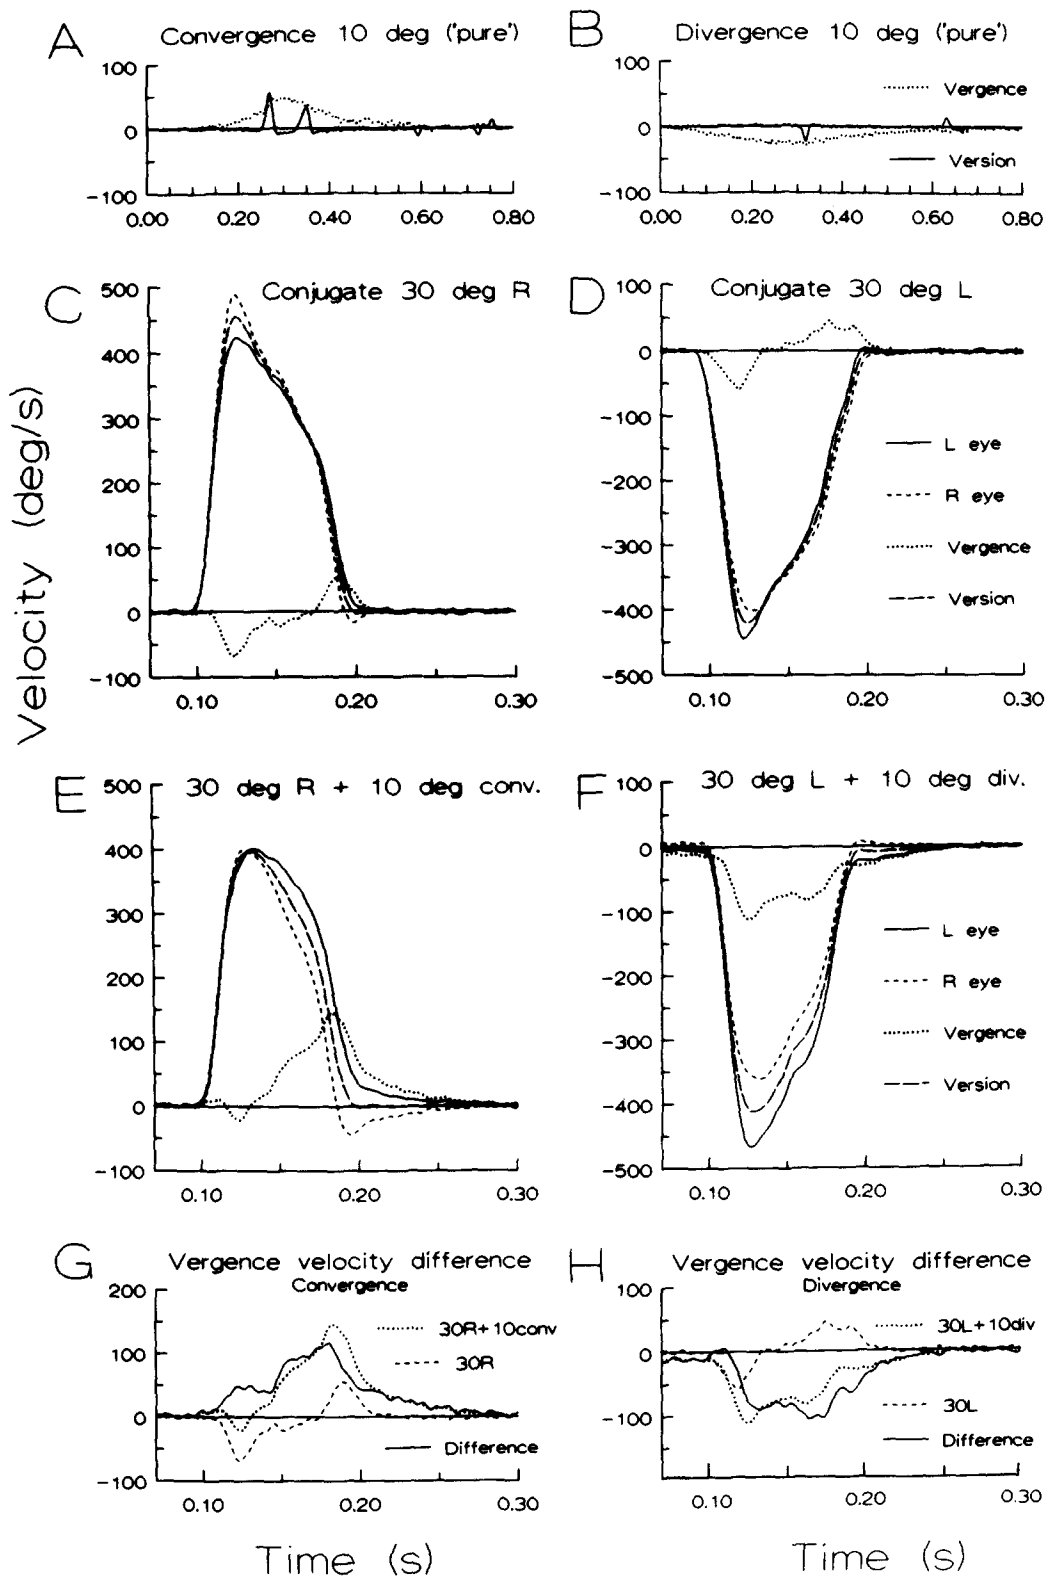 A Convergence 10 deg ('pure')
100
0
-100
0.00 0.20 0.40 0.60 0.80
B Divergence 10 deg ('pure')
100
0
-100
Vergence
Version
0.00 0.20 0.40 0.60 0.80
Velocity (deg/s)
C Conjugate 30 deg R
500
400
300
200
100
0
-100
0.10 0.20 0.30
D Conjugate 30 deg L
100
0
-100
-200
-300
-400
-500
L eye
R eye
Vergence
Version
0.10 0.20 0.30
E 30 deg R + 10 deg conv.
500
400
300
200
100
0
-100
0.10 0.20 0.30
F 30 deg L + 10 deg div.
100
0
-100
-200
-300
-400
-500
L eye
R eye
Vergence
Version
0.10 0.20 0.30
G Vergence velocity difference
Convergence
200
100
0
-100
30R+10conv
30R
Difference
0.10 0.20 0.30
H Vergence velocity difference
Divergence
100
0
-100
30L+10div
30L
Difference
0.10 0.20 0.30
Time (s)
Time (s)